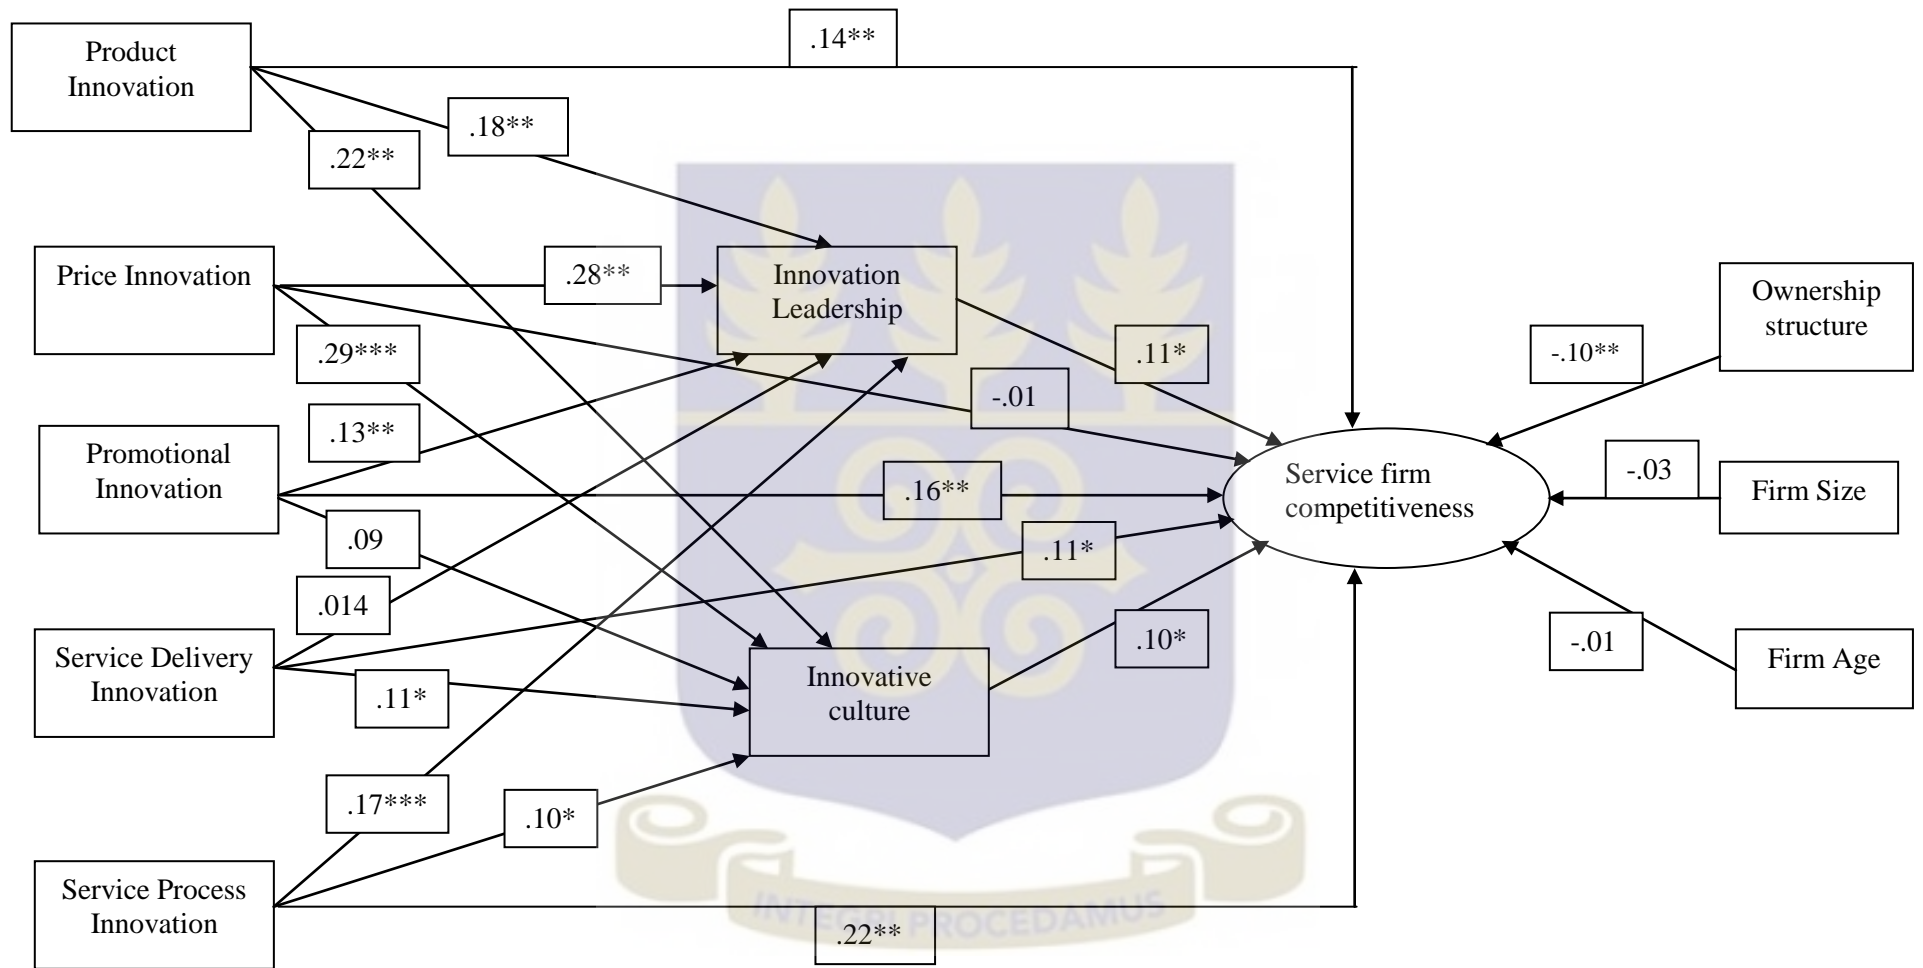 Product
Innovation
.14**
.18**
.22**
Price Innovation
.28**
Innovation
Leadership
Ownership
structure
.29***
.11*
-.10**
-.01
.13**
Promotional
Innovation
.16**
Service firm
competitiveness
-.03
Firm Size
.09
.11*
.014
Service Delivery
Innovation
.10*
-.01
Firm Age
.11*
Innovative
culture
.17***
.10*
Service Process
Innovation
.22**
INTEGRI PROCEDAMUS